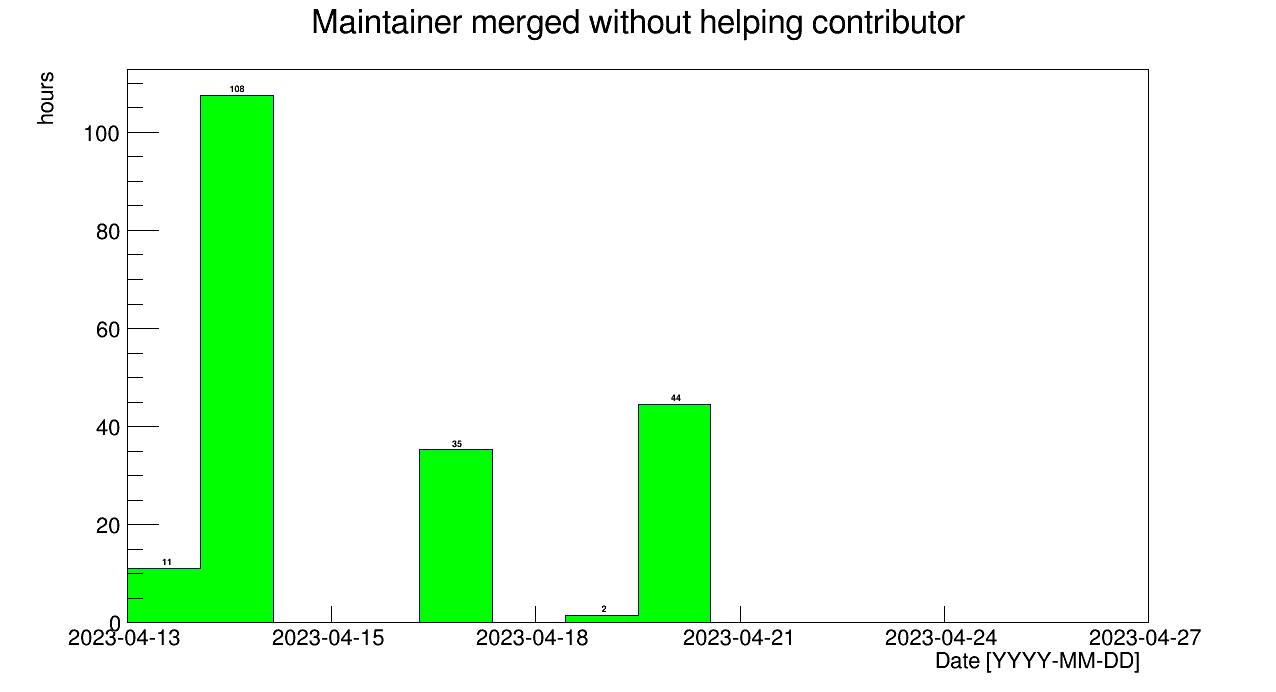 Maintainer merged without helping contributor
hours
108
100
80
60
44
40
35
20
11
2
0
2023-04-13 2023-04-15 2023-04-18 2023-04-21 2023-04-24 2023-04-27
Date [YYYY-MM-DD]